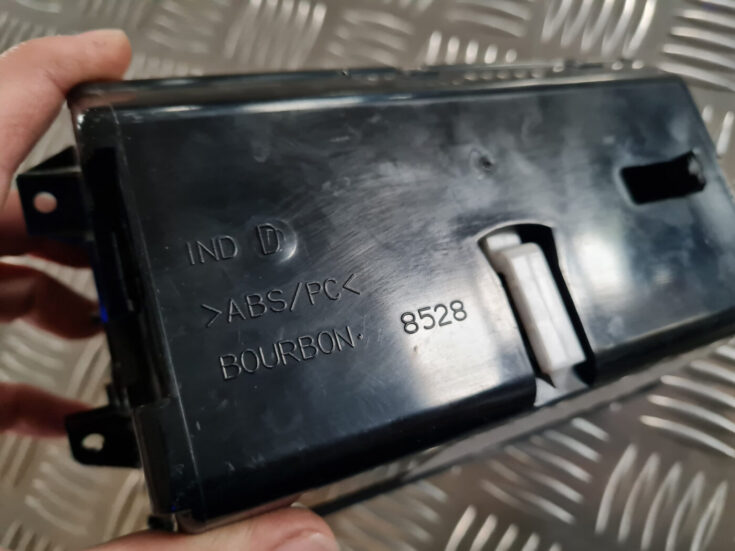 IND D
>ABS/PC<
BOURBON. 8528